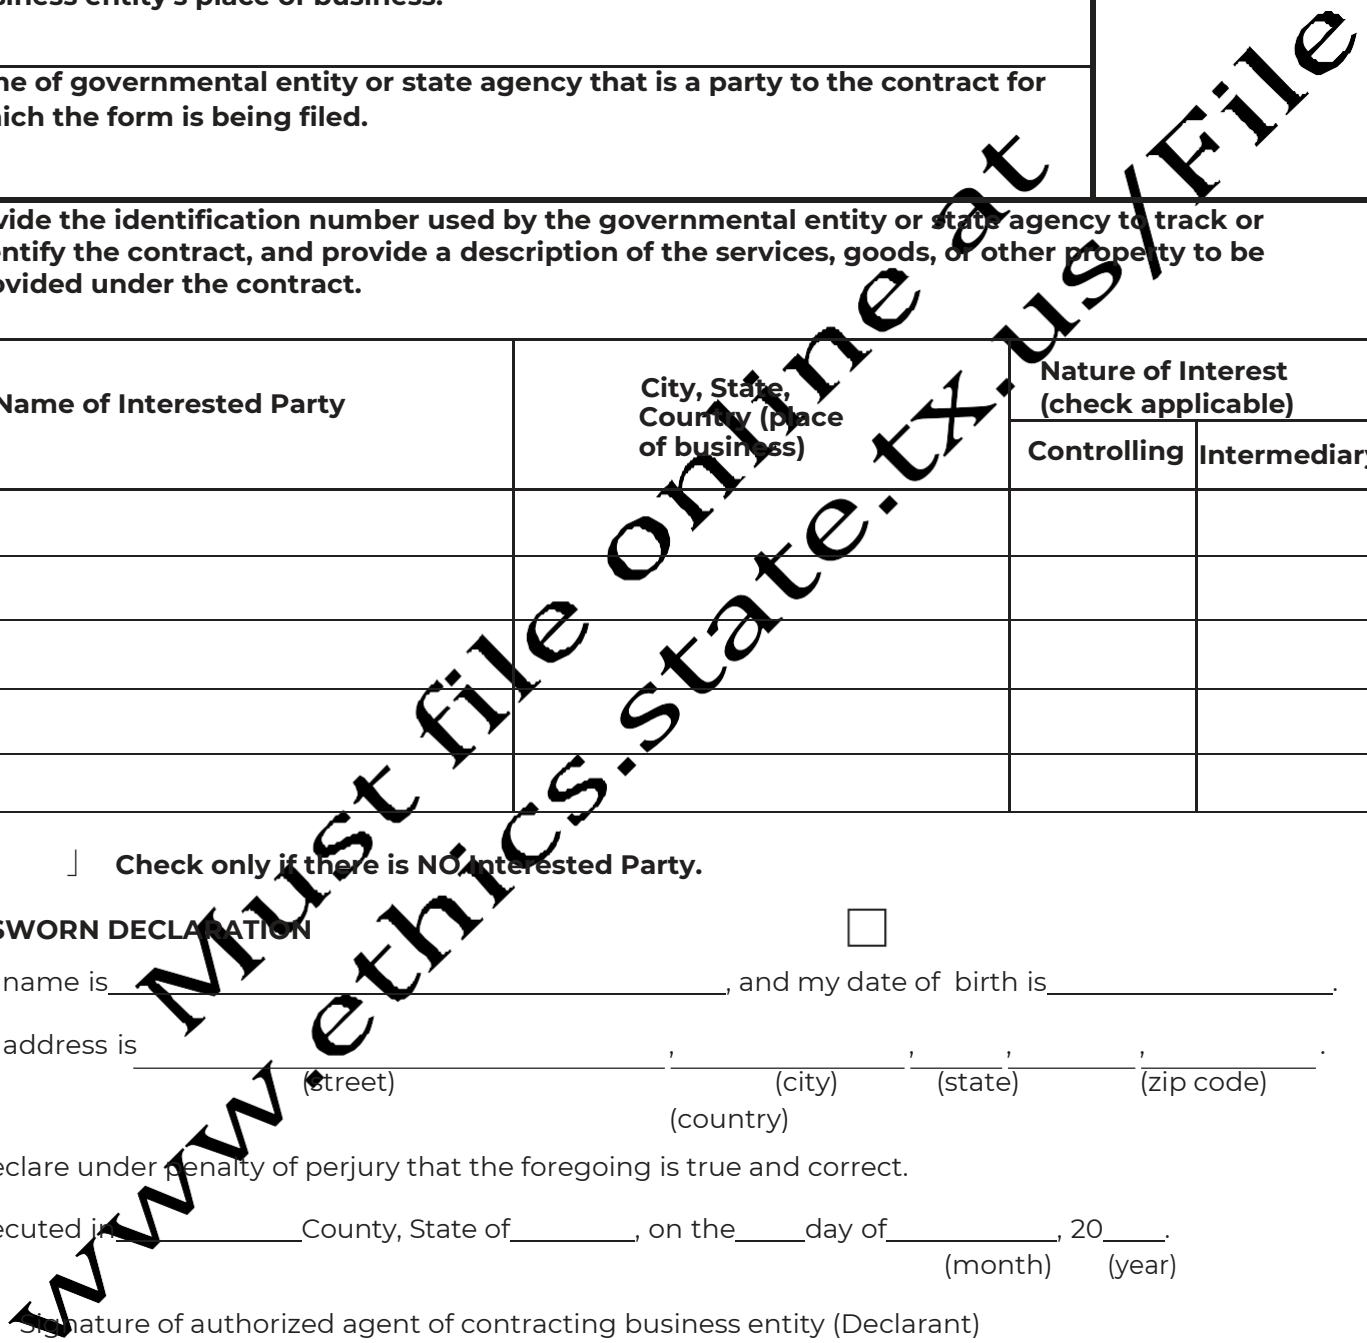 siness entity's place of business.
ne of governmental entity or state agency that is a party to the contract for
ich the form is being filed.
vide the identification number used by the governmental entity or state agency to track or
entify the contract, and provide a description of the services, goods, or other property to be
ovided under the contract.
Name of Interested Party
City, State,
Country (place
of business)
Nature of Interest
(check applicable)
Controlling
Intermediary
Check only if there is NO Interested Party.
SWORN DECLARATION
name is , and my date of birth is .
address is , , , , .
(street) (city) (state) (zip code)
(country)
eclare under penalty of perjury that the foregoing is true and correct.
ecuted in County, State of , on the day of , 20 .
(month) (year)
Signature of authorized agent of contracting business entity (Declarant)
Must file online at
www.ethics.state.tx.us/File